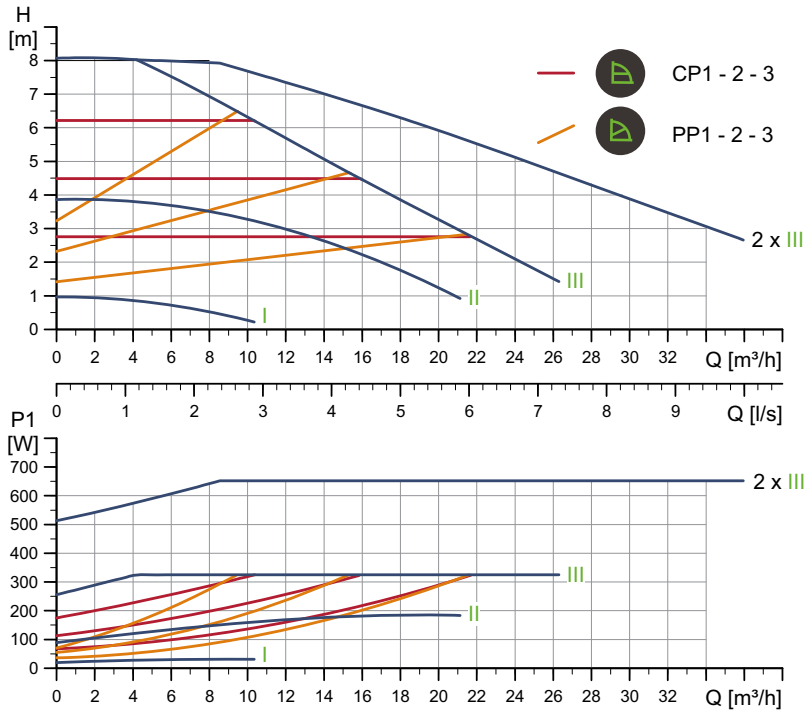 H
[m]
8
7
6
5
4
3
2
1
0
CP1 - 2 - 3
PP1 - 2 - 3
2 x III
III
II
I
0 2 4 6 8 10 12 14 16 18 20 22 24 26 28 30 32 Q [m³/h]
0 1 2 3 4 5 6 7 8 9 Q [l/s]
P1
[W]
700
600
500
400
300
200
100
0
2 x III
III
II
I
0 2 4 6 8 10 12 14 16 18 20 22 24 26 28 30 32 Q [m³/h]